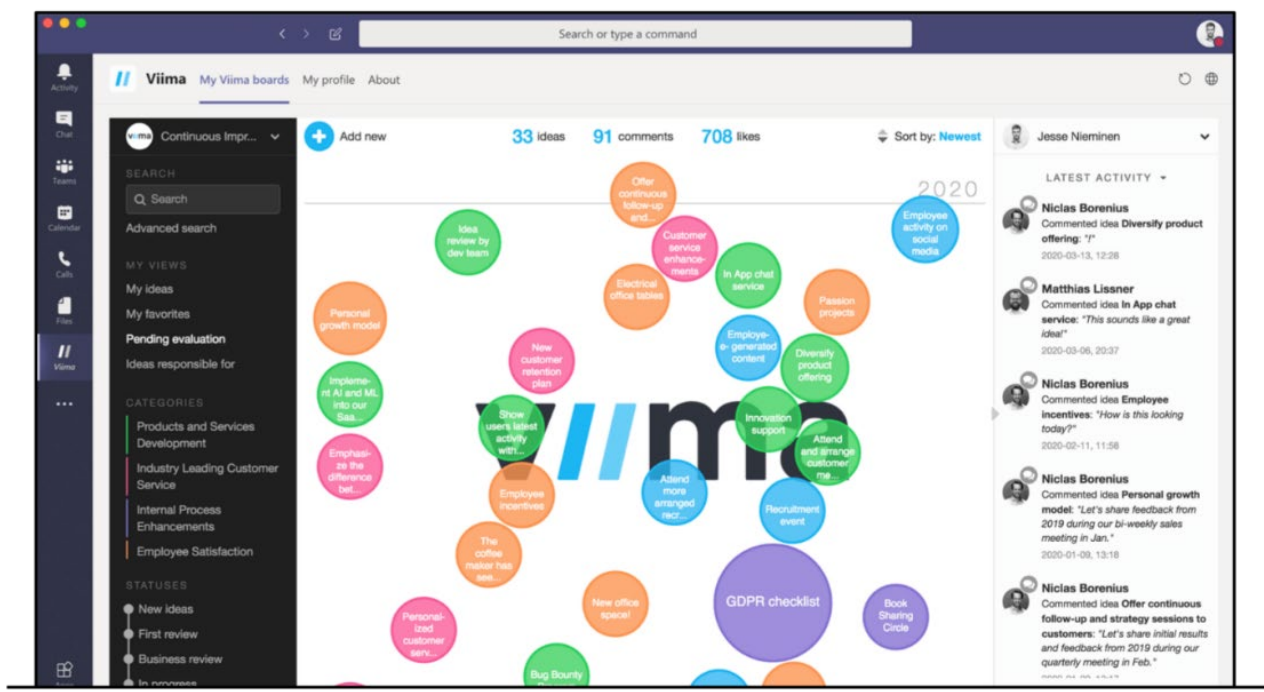 Search or type a command
Activity
Chat
Teams
Calendar
Calls
Files
Viima
Viima
My Viima boards
My profile
About
viima
Continuous Impr...
SEARCH
Search
Advanced search
MY VIEWS
My ideas
My favorites
Pending evaluation
Ideas responsible for
CATEGORIES
Products and Services
Development
Industry Leading Customer
Service
Internal Process
Enhancements
Employee Satisfaction
STATUSES
New ideas
First review
Business review
In progress
Add new
33 ideas
91 comments
708 likes
Sort by: Newest
2020
Offer
continuous
follow-up
and...
Employee
activity on
social
media
Idea
review by
dev team
Customer
service
enhance-
ments
In App chat
service
Electrical
office tables
Passion
projects
Personal
growth model
Employe-
e- generated
content
New
customer
retention
plan
Diversify
product
offering
Impleme-
nt AI and ML
into our
Saa...
Show
users latest
activity
with...
Innovation
support
Attend
and arrange
customer
me...
viima
Emphasi-
ze the
difference
bet...
Employee
incentives
Attend
more
arranged
recr...
Recruitment
event
The
coffee
maker has
see...
New office
space!
GDPR checklist
Book
Sharing
Circle
Personal-
ized
customer
serv...
Bug Bounty
Jesse Nieminen
LATEST ACTIVITY
Niclas Borenius
Commented idea Diversify product
offering: "!"
2020-03-13, 12:28
Matthias Lissner
Commented idea In App chat
service: "This sounds like a great
idea!"
2020-03-06, 20:37
Niclas Borenius
Commented idea Employee
incentives: "How is this looking
today?"
2020-02-11, 11:58
Niclas Borenius
Commented idea Personal growth
model: "Let's share feedback from
2019 during our bi-weekly sales
meeting in Jan."
2020-01-09, 13:18
Niclas Borenius
Commented idea Offer continuous
follow-up and strategy sessions to
customers: "Let's share initial results
and feedback from 2019 during our
quarterly meeting in Feb."